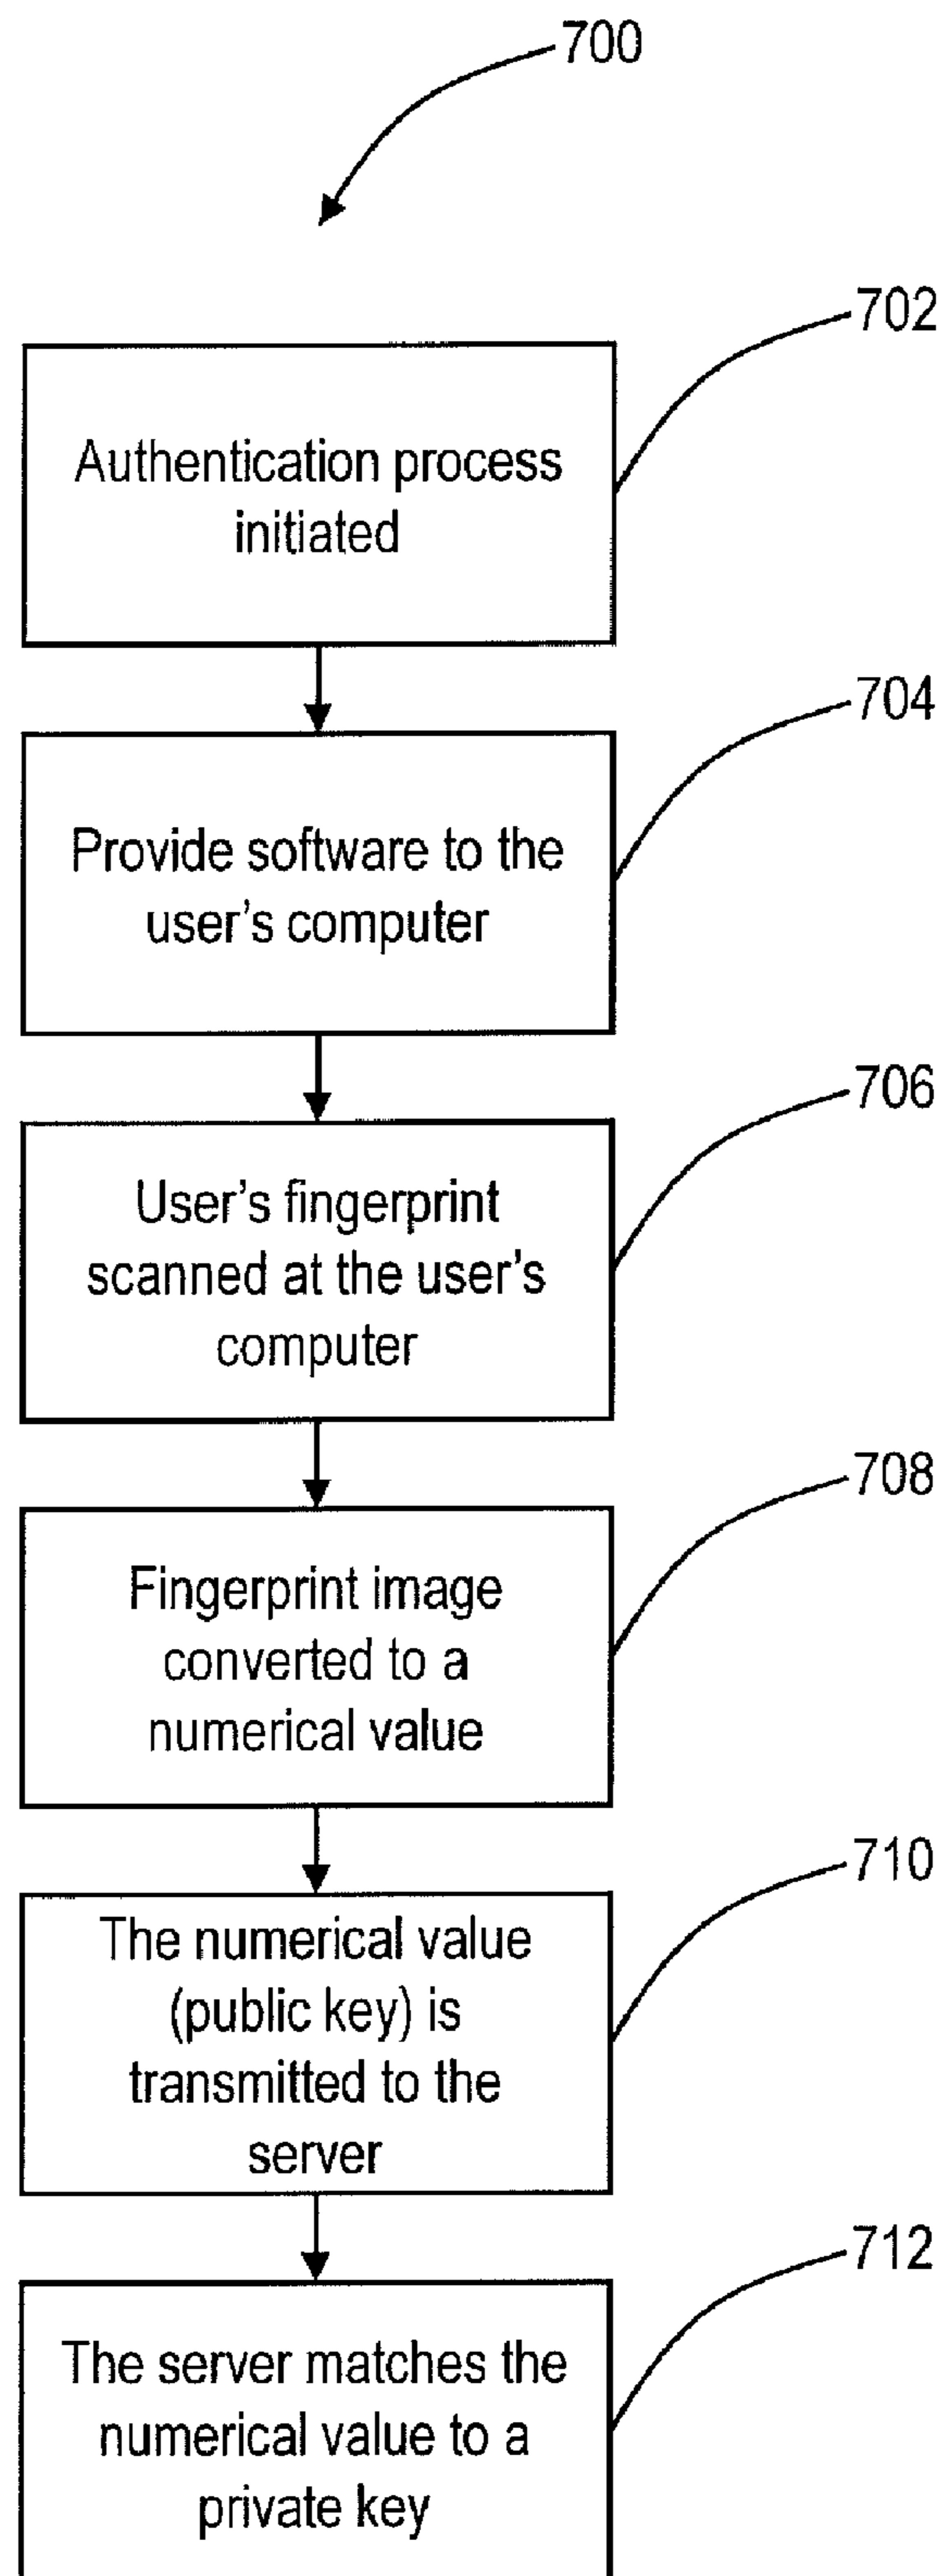 700
702
Authentication process
initiated
704
Provide software to the
user's computer
706
User's fingerprint
scanned at the user's
computer
708
Fingerprint image
converted to a
numerical value
710
The numerical value
(public key) is
transmitted to the
server
712
The server matches the
numerical value to a
private key